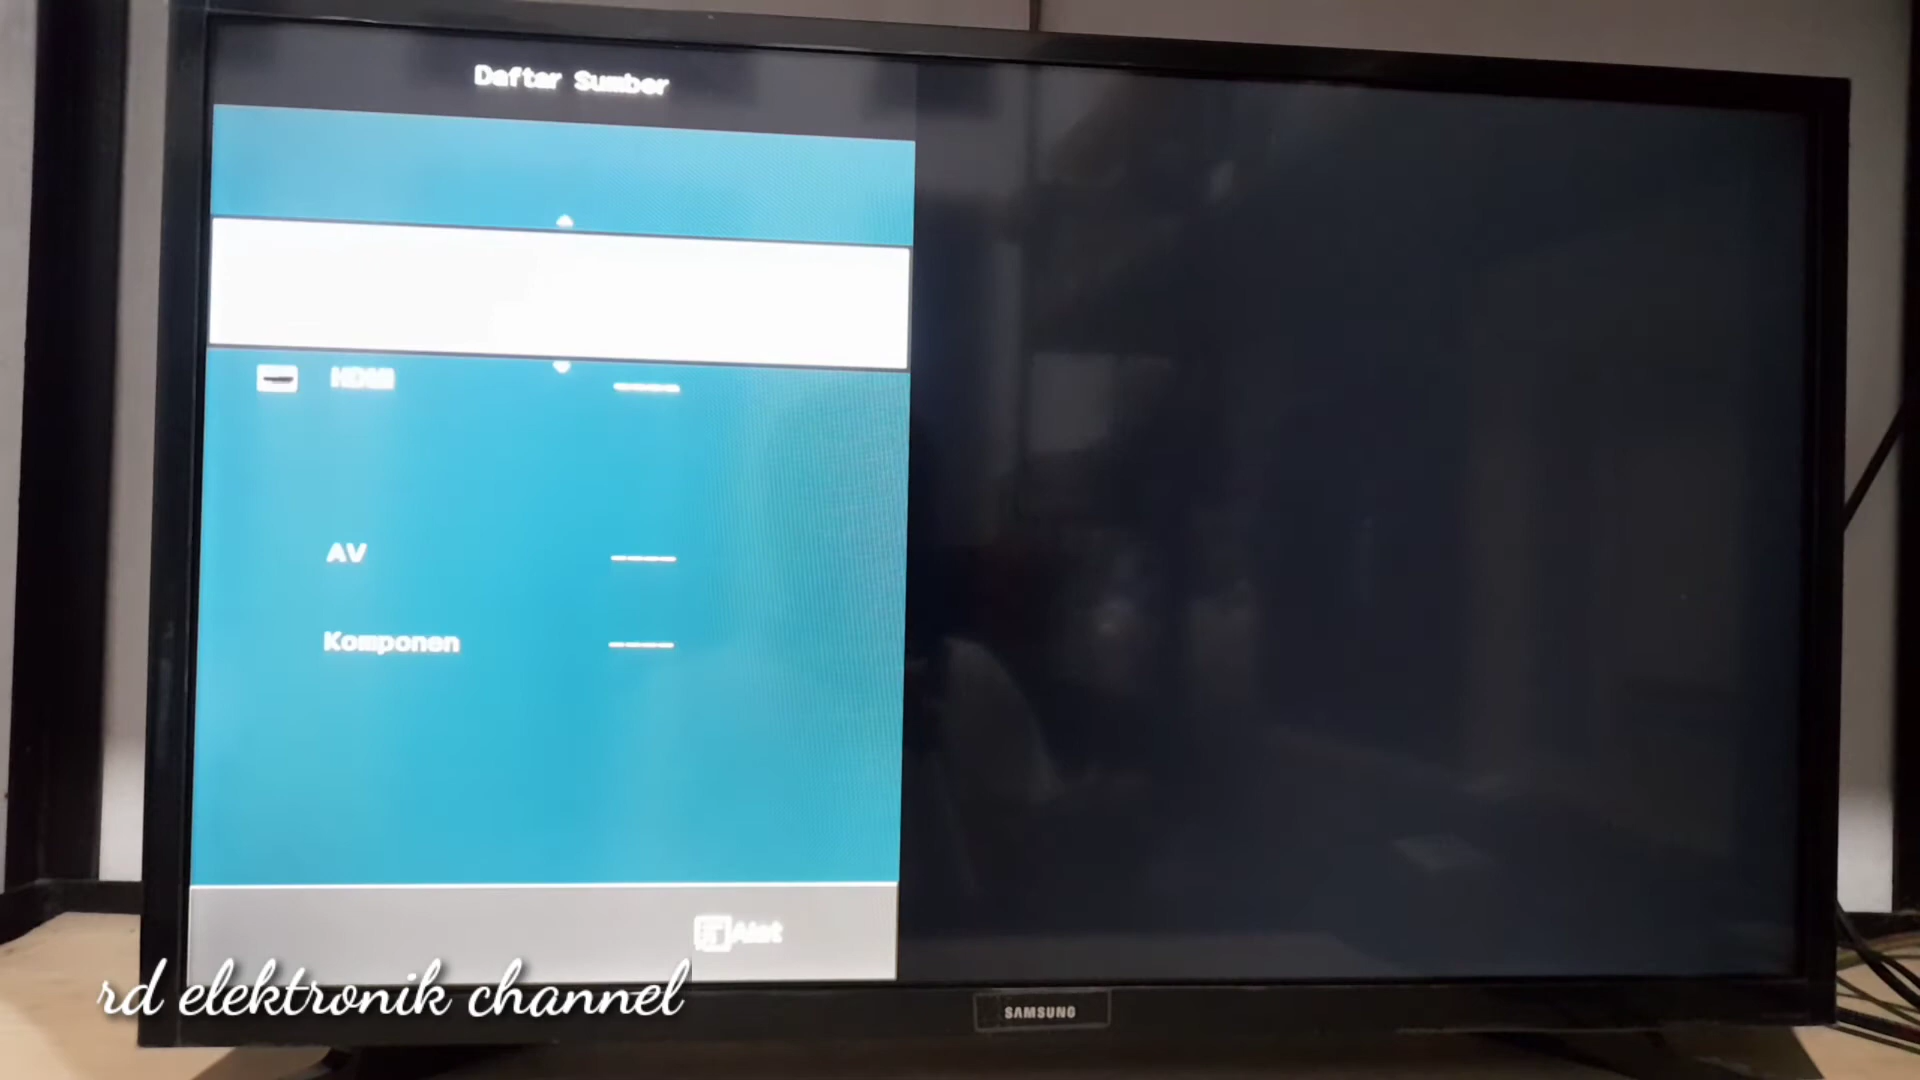 Daftar Sumber
HDMI -----
AV -----
Komponen -----
Alat
rd elektronik channel
SAMSUNG